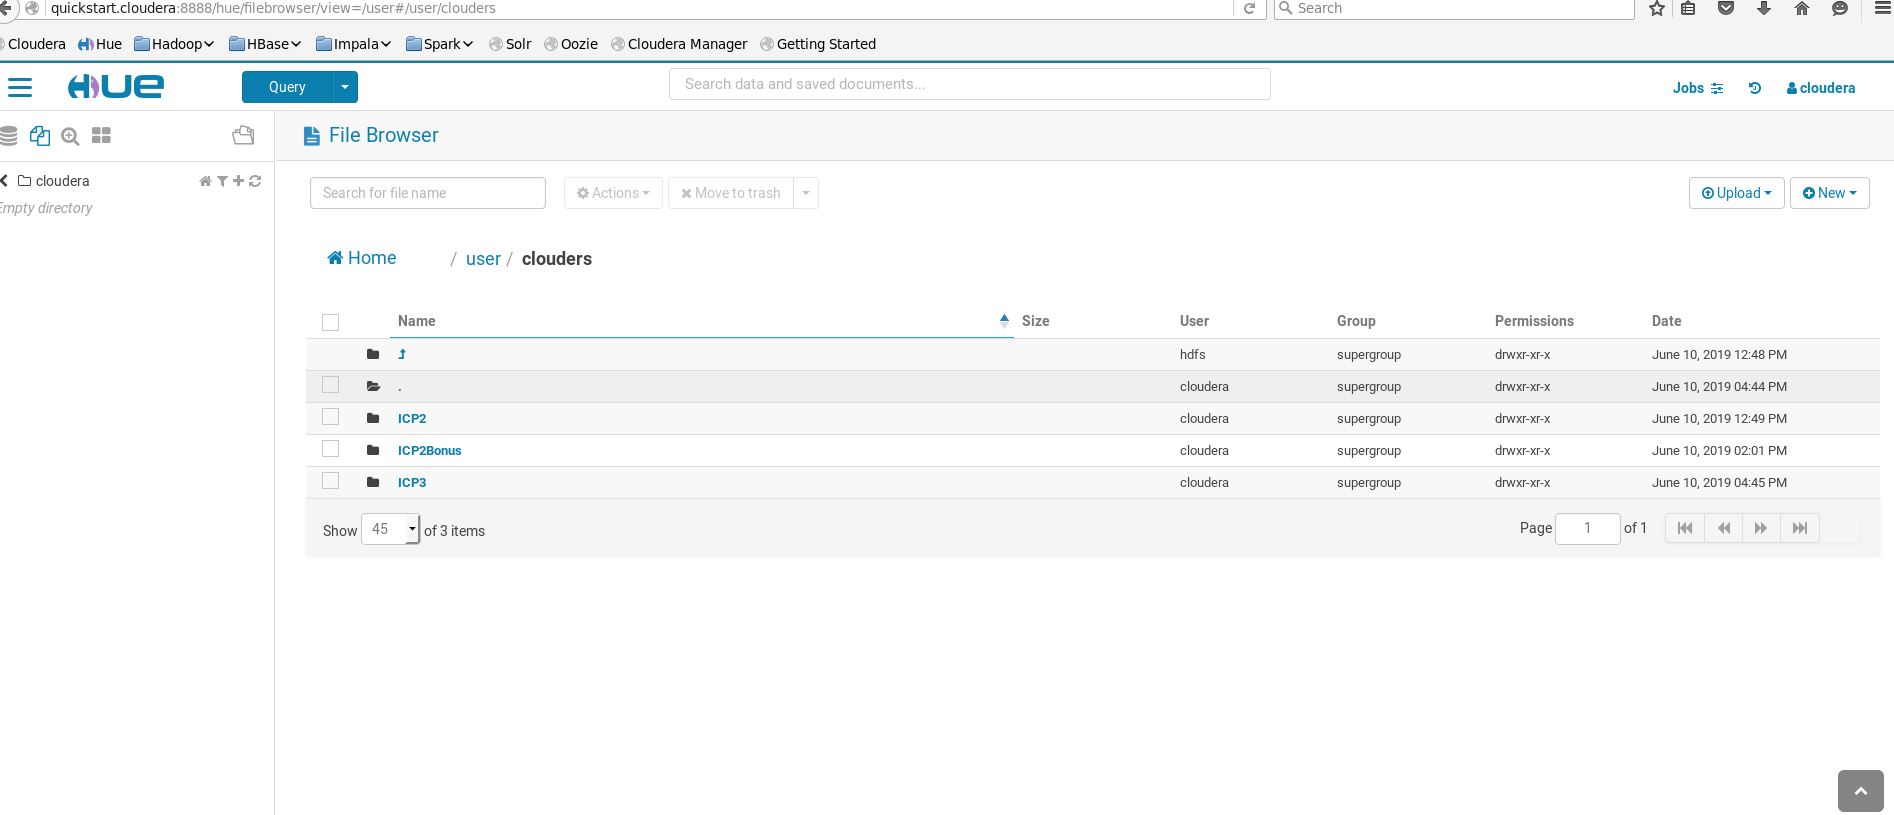 quickstart.cloudera:8888/hue/filebrowser/view=/user#/user/clouders
Search
Cloudera Hue Hadoop HBase Impala Spark Solr Oozie Cloudera Manager Getting Started
HUE Query Search data and saved documents... Jobs cloudera
File Browser
cloudera
Empty directory
Search for file name Actions Move to trash Upload New
Home / user / clouders
Name Size User Group Permissions Date
hdfs supergroup drwxr-xr-x June 10, 2019 12:48 PM
. cloudera supergroup drwxr-xr-x June 10, 2019 04:44 PM
ICP2 cloudera supergroup drwxr-xr-x June 10, 2019 12:49 PM
ICP2Bonus cloudera supergroup drwxr-xr-x June 10, 2019 02:01 PM
ICP3 cloudera supergroup drwxr-xr-x June 10, 2019 04:45 PM
Show 45 of 3 items Page 1 of 1